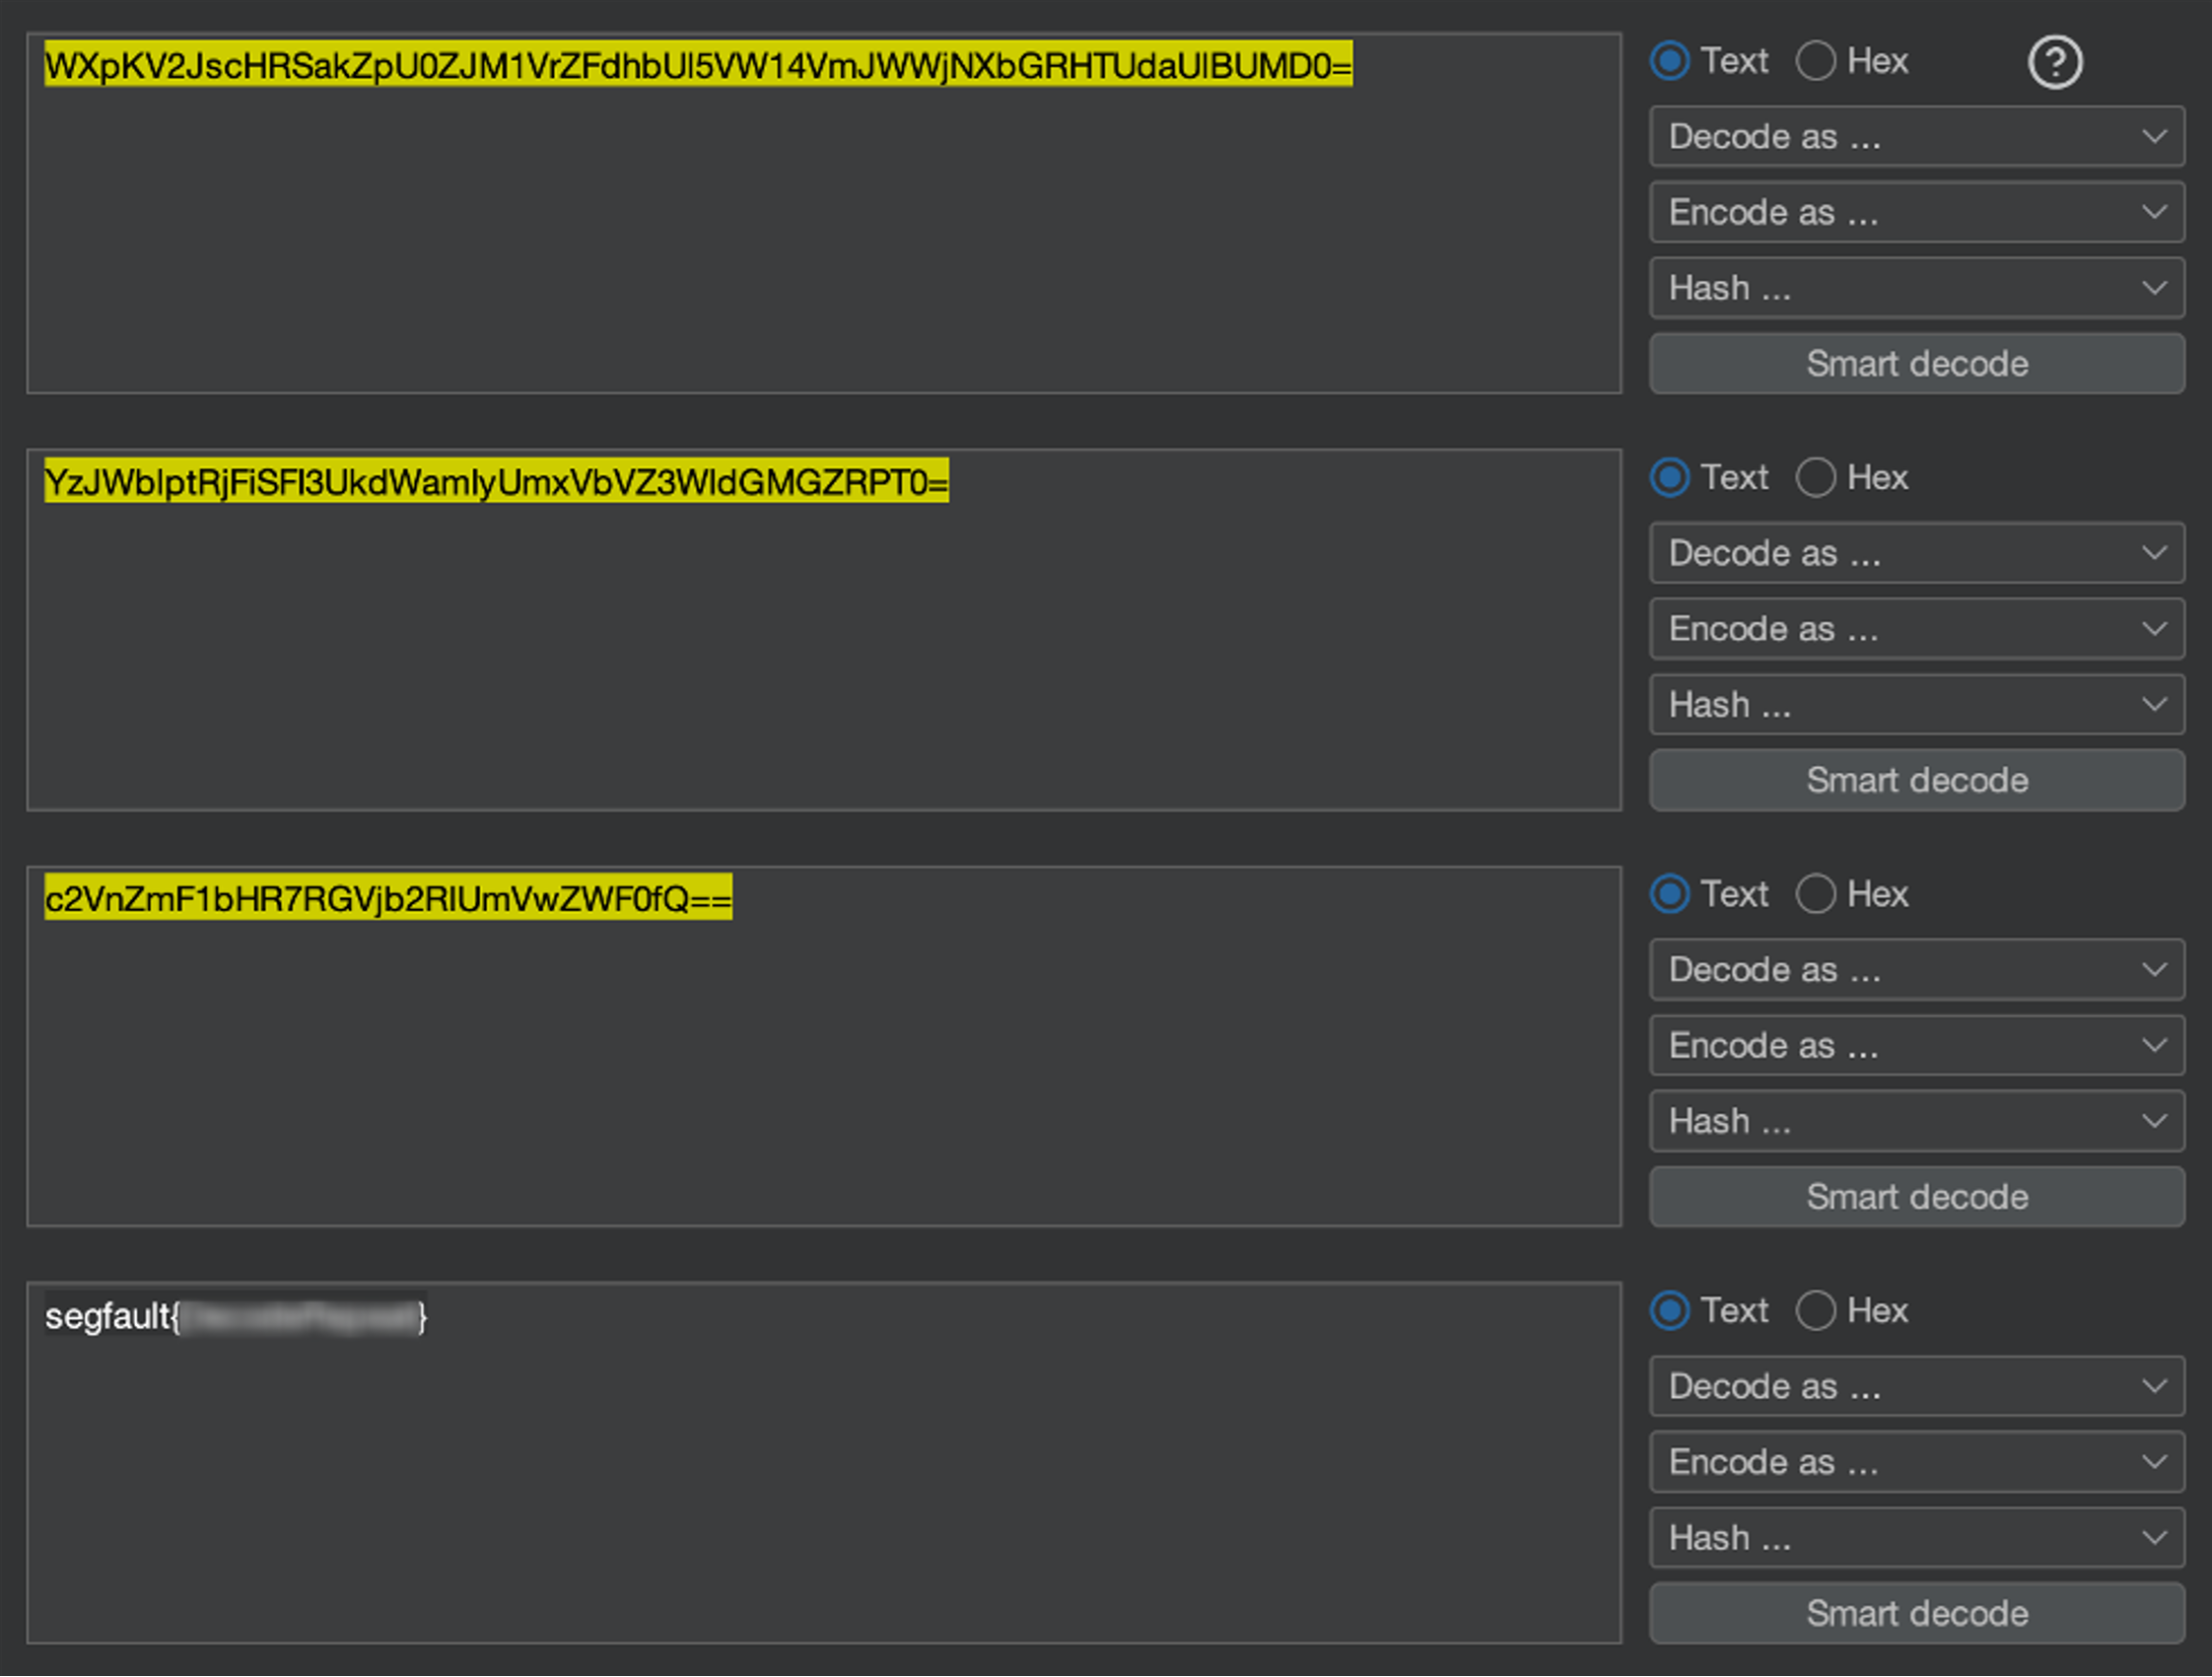 WXpKV2JscHRSakZpU0ZJM1VrZFdhbUl5VW14VmJWWjNXbGRHTUdaUlBUMD0=
Text Hex ?
Decode as ...
Encode as ...
Hash ...
Smart decode
YzJWblptRjFiSFI3UkdWamIyUmxVbVZ3WldGMGZRPT0=
Text Hex
Decode as ...
Encode as ...
Hash ...
Smart decode
c2VnZmF1bHR7RGVjb2RlUmVwZWF0fQ==
Text Hex
Decode as ...
Encode as ...
Hash ...
Smart decode
segfault{ }
Text Hex
Decode as ...
Encode as ...
Hash ...
Smart decode